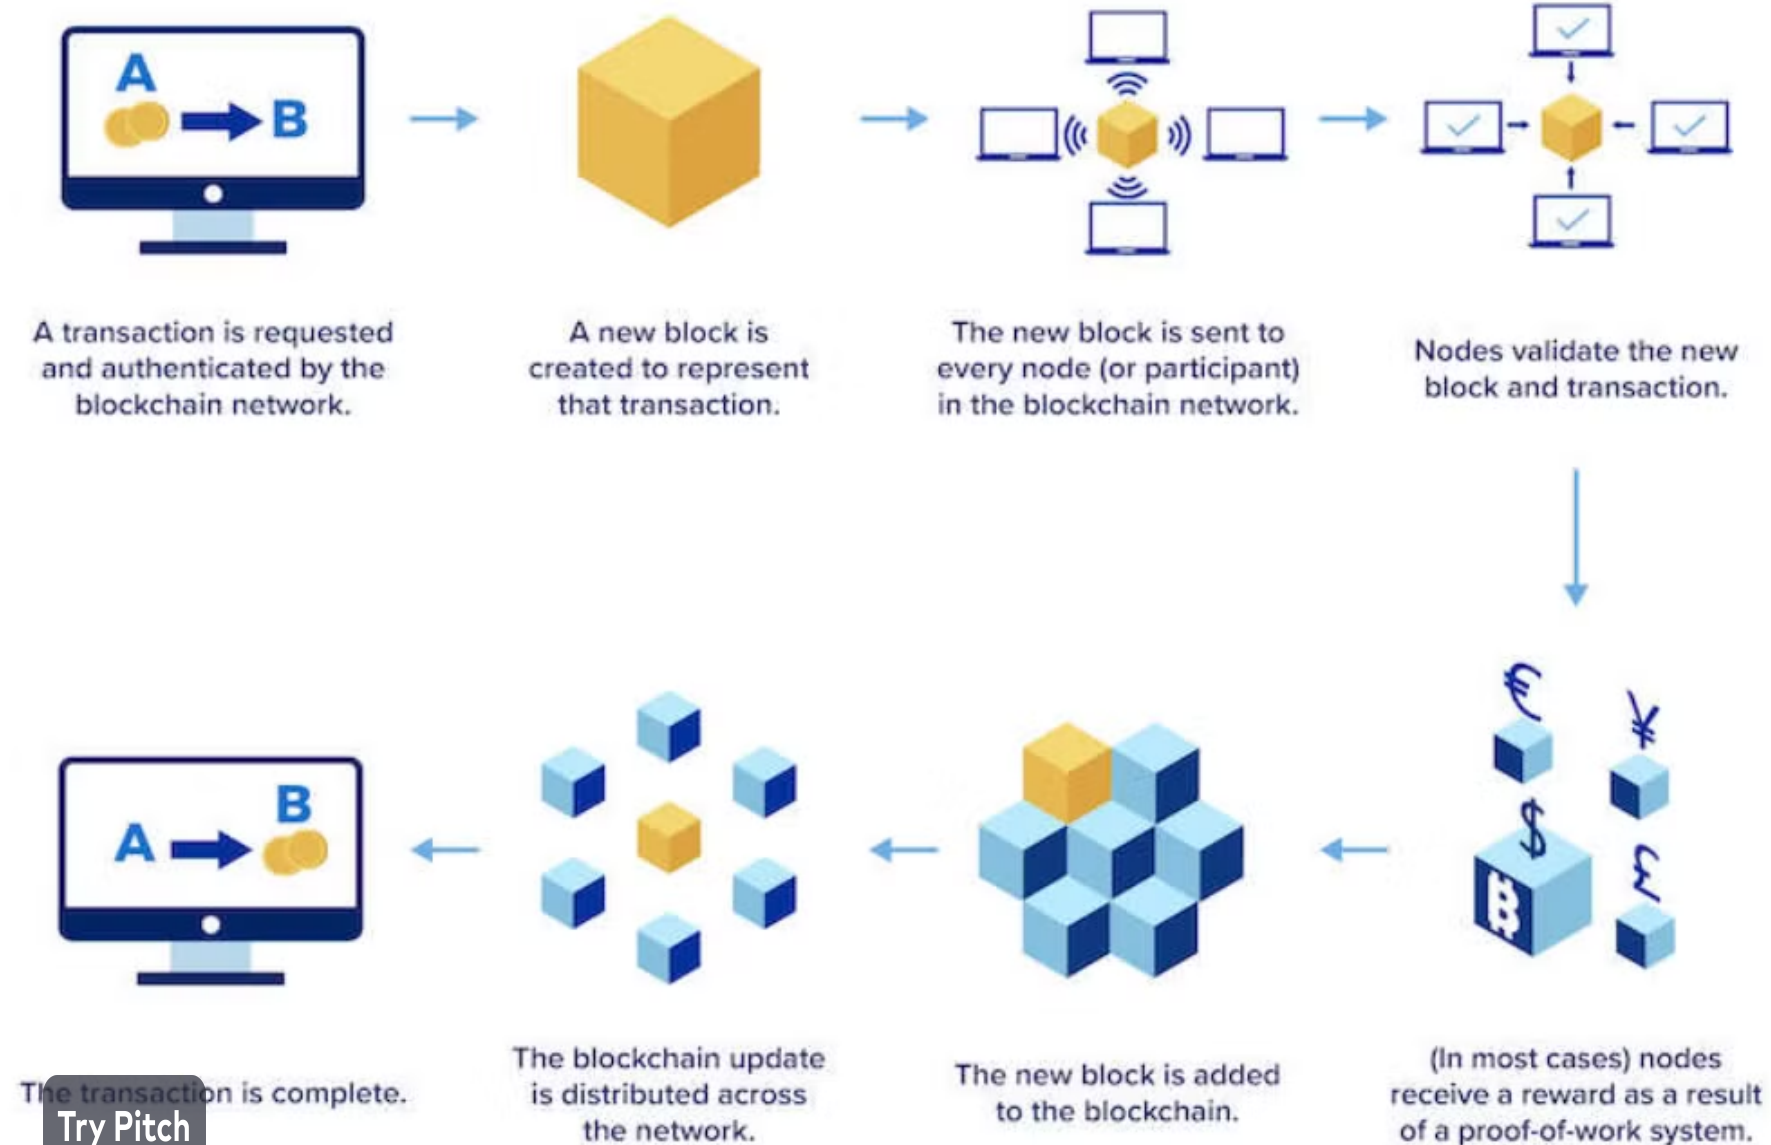 A
B
A transaction is requested
and authenticated by the
blockchain network.
A new block is
created to represent
that transaction.
The new block is sent to
every node (or participant)
in the blockchain network.
Nodes validate the new
block and transaction.
€
¥
$
£
(In most cases) nodes
receive a reward as a result
of a proof-of-work system.
The new block is added
to the blockchain.
The blockchain update
is distributed across
the network.
A
B
The transaction is complete.
Try Pitch